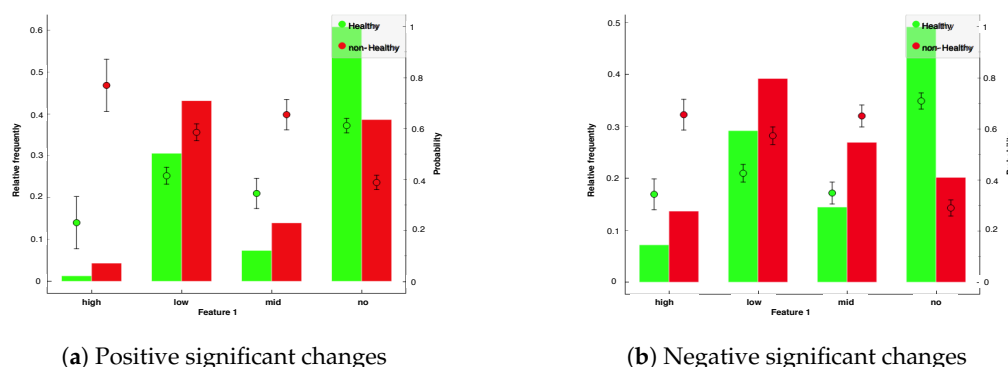 Healthy
non-Healthy
0.6
0.5
0.4
0.3
0.2
0.1
0
1
0.8
0.6
0.4
0.2
0
Relative frequently
Probability
high
low
mid
no
Feature 1
(a) Positive significant changes
Healthy
non-Healthy
0.5
0.4
0.3
0.2
0.1
0
1
0.8
0.6
0.4
0.2
0
Relative frequently
high
low
mid
no
Feature 1
(b) Negative significant changes